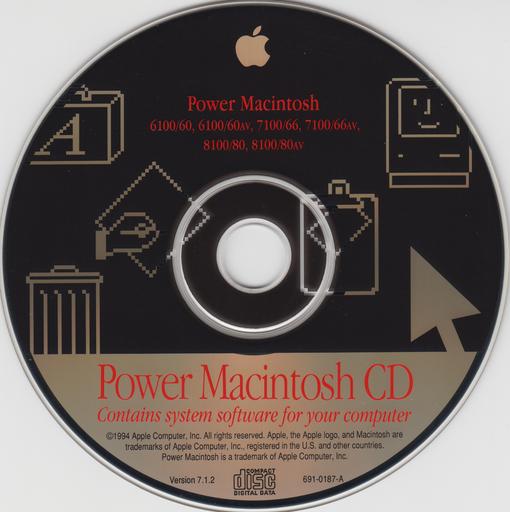 Power Macintosh
6100/60, 6100/60AV, 7100/66, 7100/66AV,
8100/80, 8100/80AV
A
Power Macintosh CD
Contains system software for your computer
©1994 Apple Computer, Inc. All rights reserved. Apple, the Apple logo, and Macintosh are
trademarks of Apple Computer, Inc., registered in the U.S. and other countries.
Power Macintosh is a trademark of Apple Computer, Inc.
Version 7.1.2
COMPACT
disc
DIGITAL DATA
691-0187-A